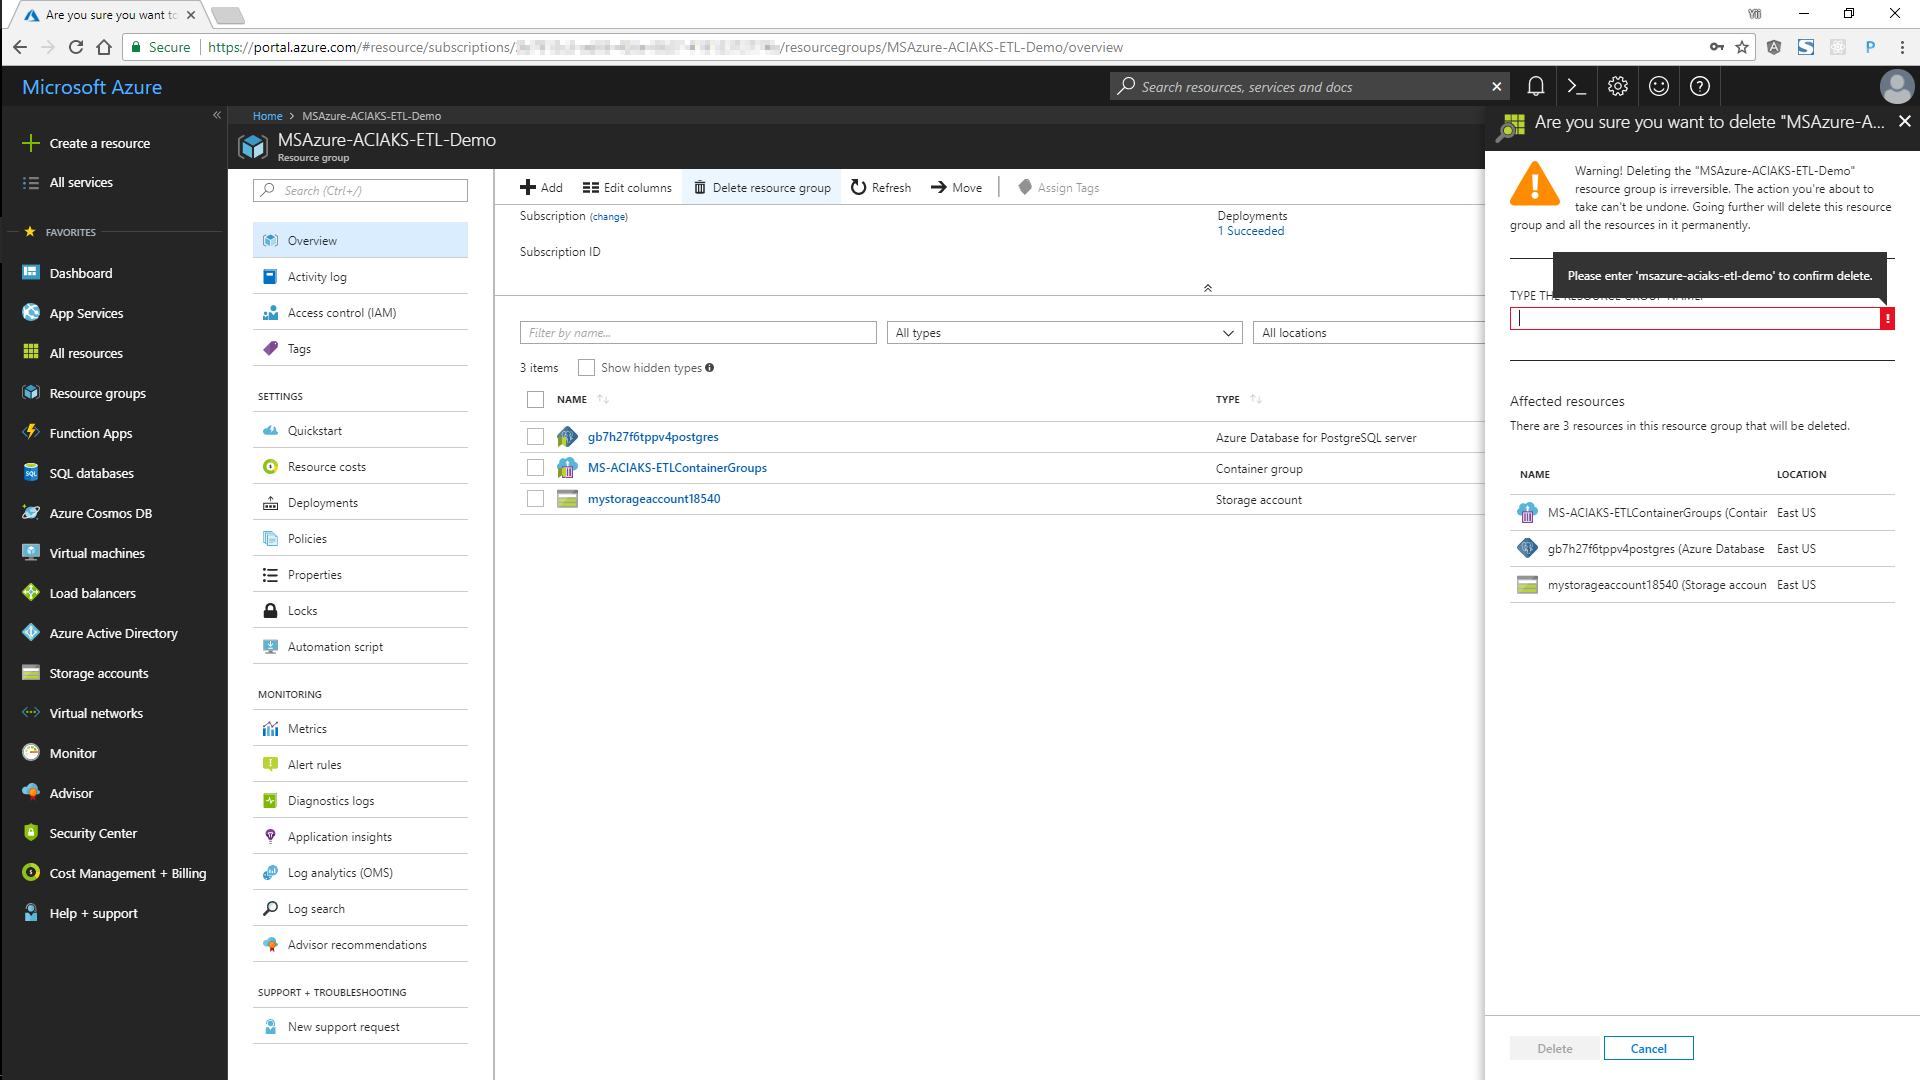 Are you sure you want to
Secure
https://portal.azure.com/#resource/subscriptions/
/resourcegroups/MSAzure-ACIAKS-ETL-Demo/overview
Microsoft Azure
Search resources, services and docs
Create a resource
All services
FAVORITES
Dashboard
App Services
All resources
Resource groups
Function Apps
SQL databases
Azure Cosmos DB
Virtual machines
Load balancers
Azure Active Directory
Storage accounts
Virtual networks
Monitor
Advisor
Security Center
Cost Management + Billing
Help + support
Home > MSAzure-ACIAKS-ETL-Demo
MSAzure-ACIAKS-ETL-Demo
Resource group
Search (Ctrl+/)
Overview
Activity log
Access control (IAM)
Tags
SETTINGS
Quickstart
Resource costs
Deployments
Policies
Properties
Locks
Automation script
MONITORING
Metrics
Alert rules
Diagnostics logs
Application insights
Log analytics (OMS)
Log search
Advisor recommendations
SUPPORT + TROUBLESHOOTING
New support request
Add Edit columns Delete resource group Refresh Move Assign Tags
Subscription (change)
Subscription ID
Deployments
1 Succeeded
Filter by name...
All types
All locations
3 items
Show hidden types
NAME TYPE
gb7h27f6tppv4postgres Azure Database for PostgreSQL server
MS-ACIAKS-ETLContainerGroups Container group
mystorageaccount18540 Storage account
Are you sure you want to delete "MSAzure-A...
Warning! Deleting the "MSAzure-ACIAKS-ETL-Demo"
resource group is irreversible. The action you're about to
take can't be undone. Going further will delete this resource
group and all the resources in it permanently.
Please enter 'msazure-aciaks-etl-demo' to confirm delete.
TYPE THE RESOURCE GROUP NAME:
Affected resources
There are 3 resources in this resource group that will be deleted.
NAME LOCATION
MS-ACIAKS-ETLContainerGroups (Contair East US
gb7h27f6tppv4postgres (Azure Database East US
mystorageaccount18540 (Storage accoun East US
Delete
Cancel